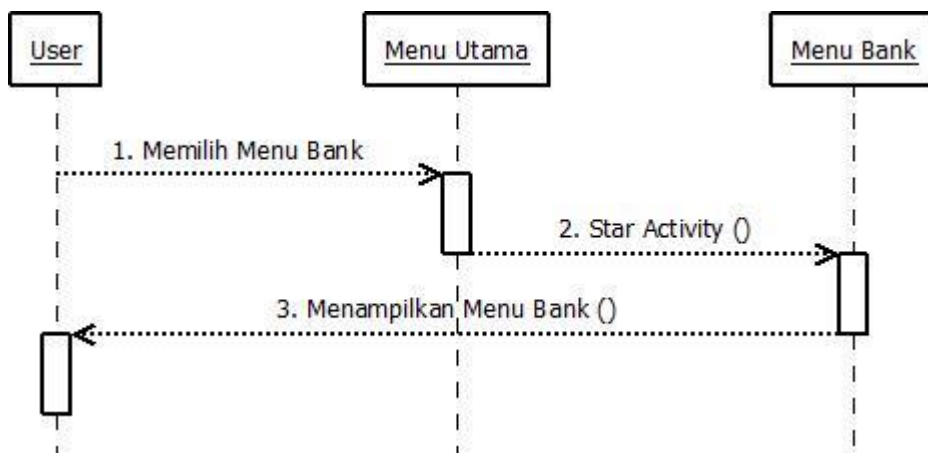 User
Menu Utama
Menu Bank
1. Memilih Menu Bank
2. Star Activity ()
3. Menampilkan Menu Bank ()